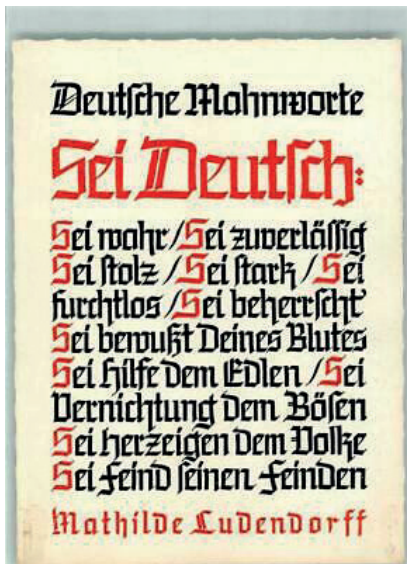 Deutsche Mahnworte
Sei Deutsch:
Sei wahr / Sei zuverlässig
Sei stolz / Sei stark / Sei
furchtlos / Sei beherrscht
Sei bewußt Deines Blutes
Sei Hilfe dem Edlen / Sei
Vernichtung dem Bösen
Sei herzeigen dem Volke
Sei Feind seinen Feinden
Mathilde Ludendorff